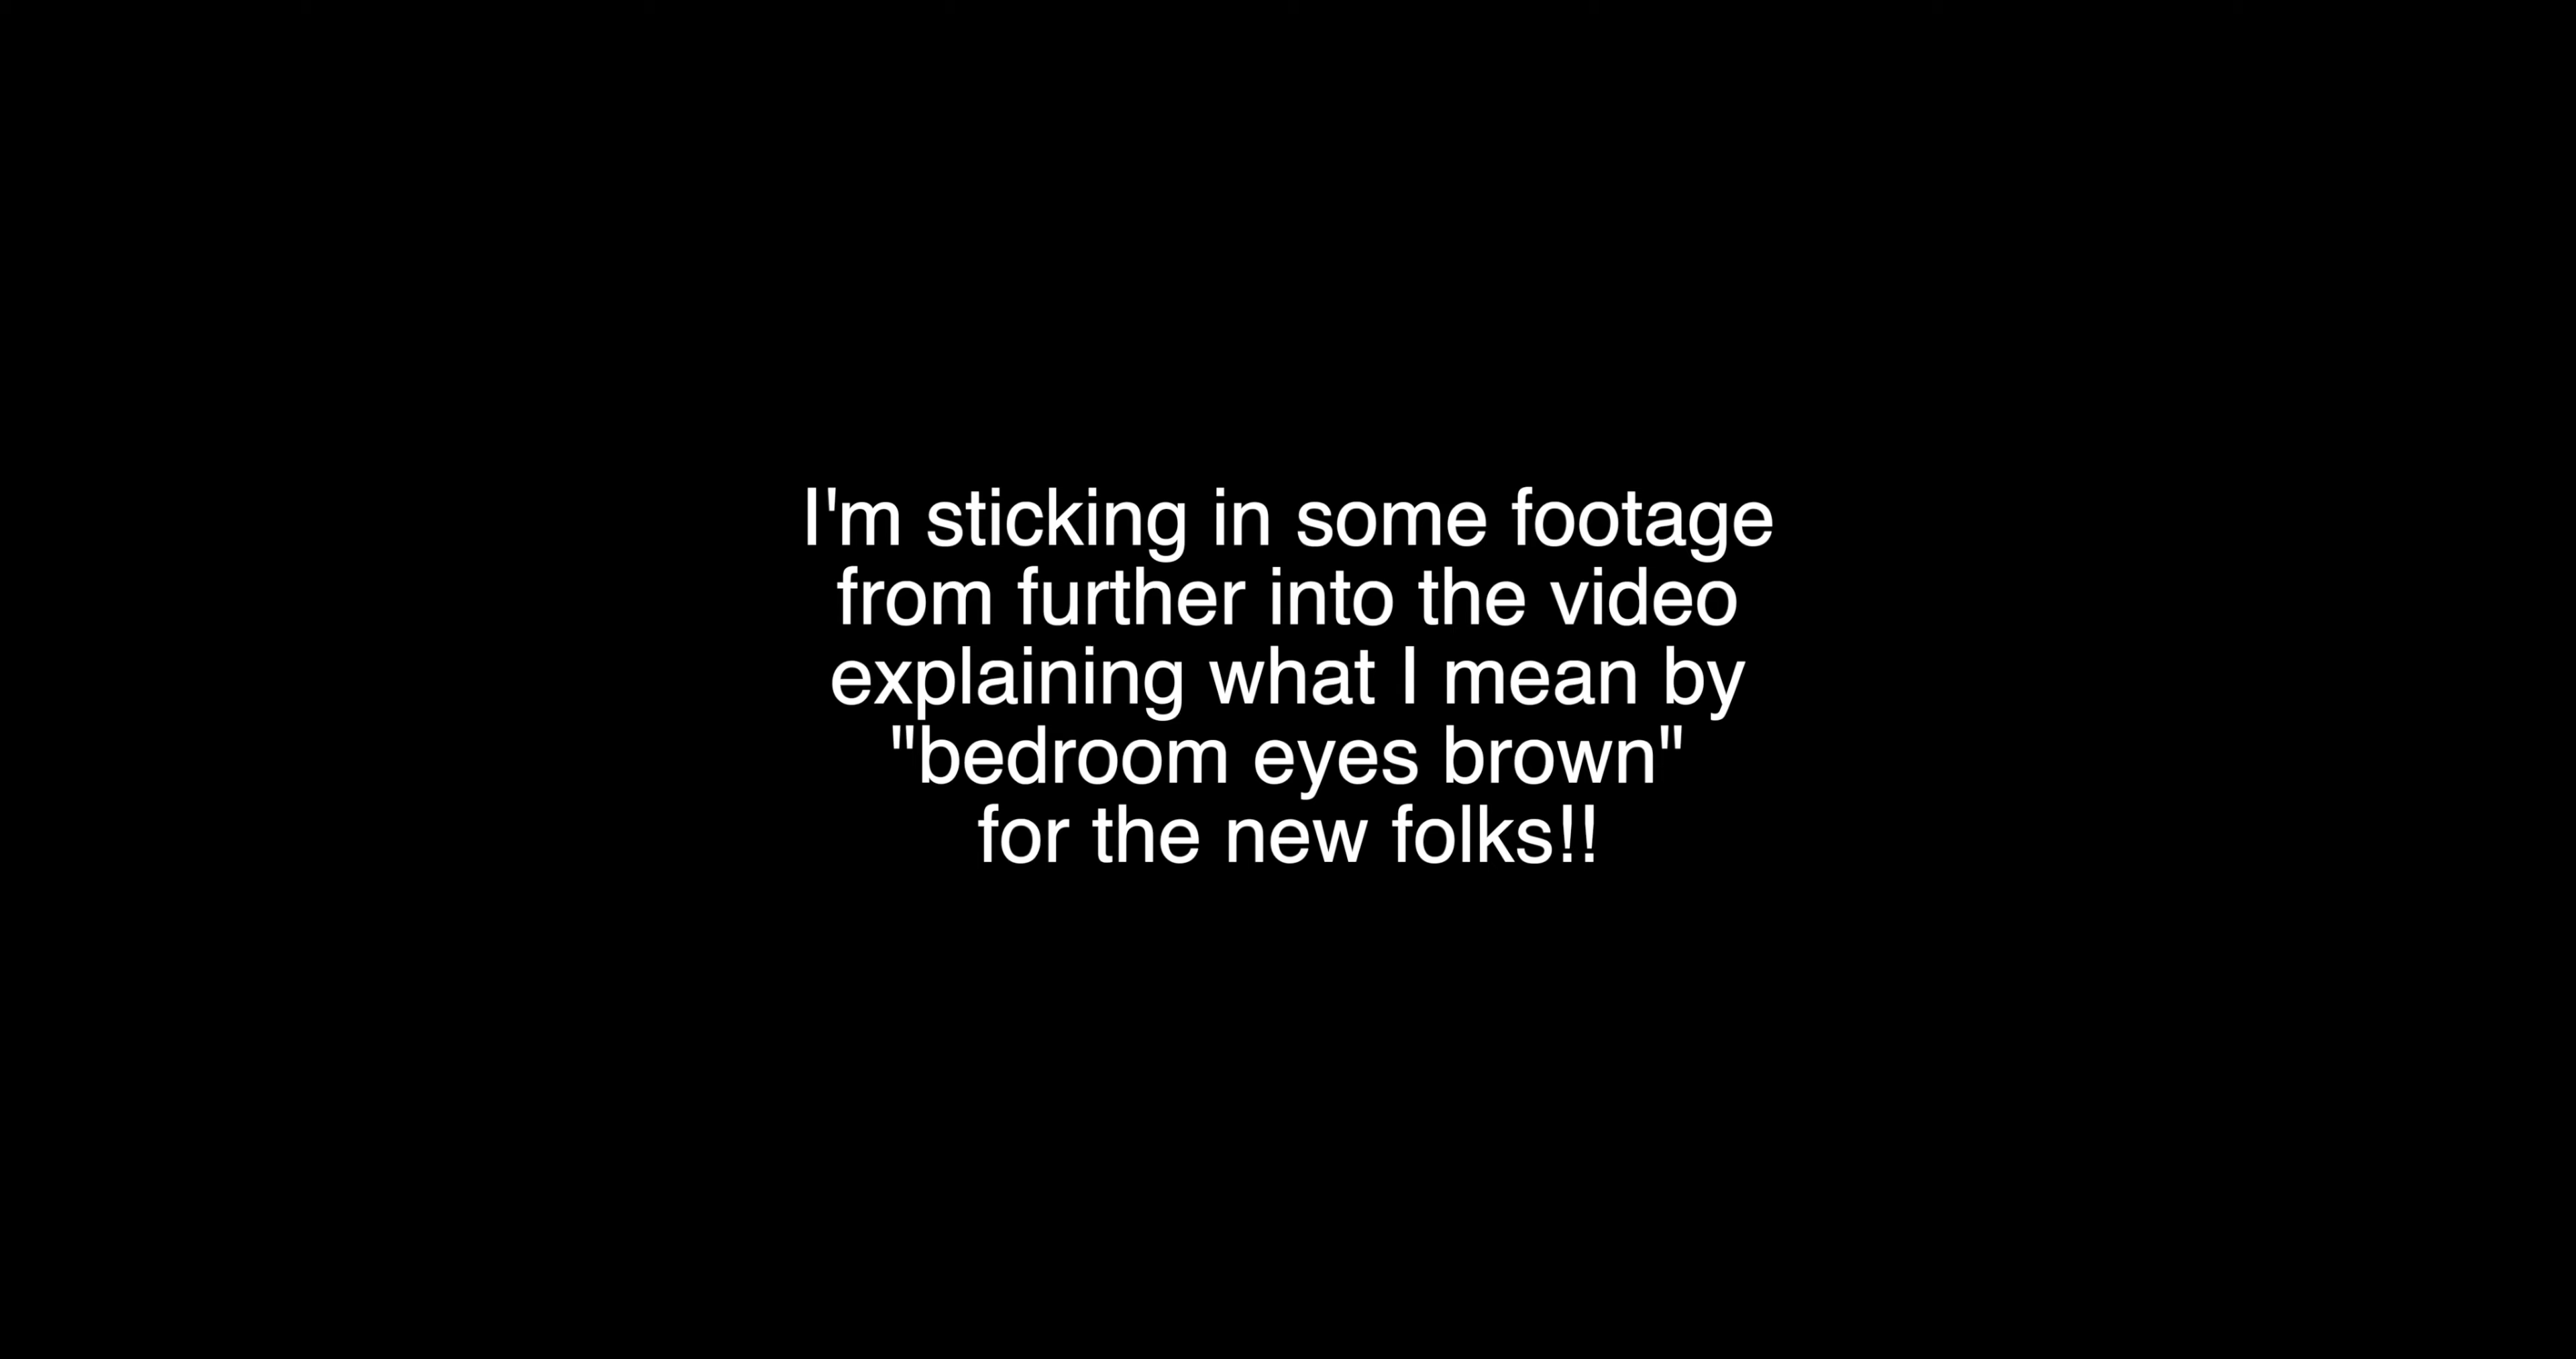 I'm sticking in some footage
from further into the video
explaining what I mean by
"bedroom eyes brown"
for the new folks!!